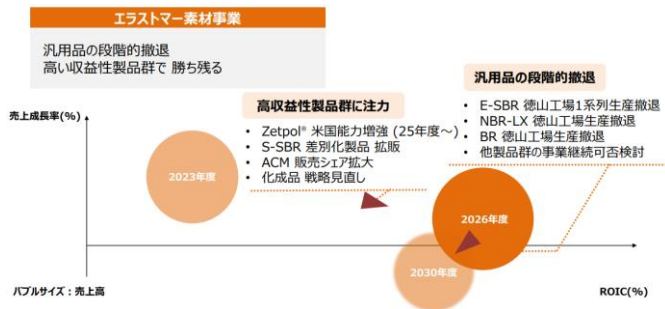 エラストマー素材事業
汎用品の段階的撤退
高い収益性製品群で 勝ち残る
高収益性製品群に注力
• Zetpol® 米国能力増強 (25年度~)
• S-SBR 差別化製品 拡販
• ACM 販売シェア拡大
• 化成品 戦略見直し
汎用品の段階的撤退
• E-SBR 徳山工場1系列生産撤退
• NBR-LX 徳山工場生産撤退
• BR 徳山工場生産撤退
• 他製品群の事業継続可否検討
売上成長率(%)
2023年度
2026年度
2030年度
バブルサイズ:売上高
ROIC(%)